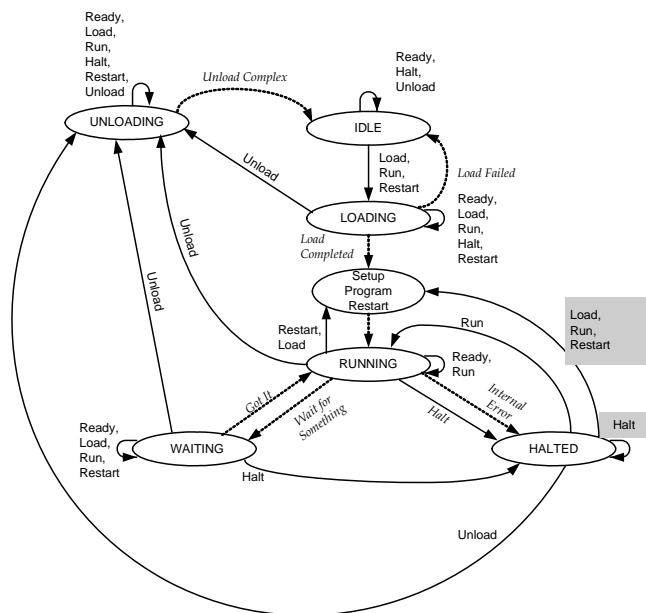 Ready,
Load,
Run,
Halt,
Restart,
Unload
Unload Complex
Ready,
Halt,
Unload
UNLOADING
IDLE
Load,
Run,
Restart
Load Failed
Unload
LOADING
Ready,
Load,
Run,
Halt,
Restart
Load
Completed
Unload
Setup
Program
Restart
Unload
Restart,
Load
Run
Load,
Run,
Restart
RUNNING
Ready,
Run
Got It
Wait for
Something
Halt
Internal
Error
Ready,
Load,
Run,
Restart
WAITING
HALTED
Halt
Halt
Unload